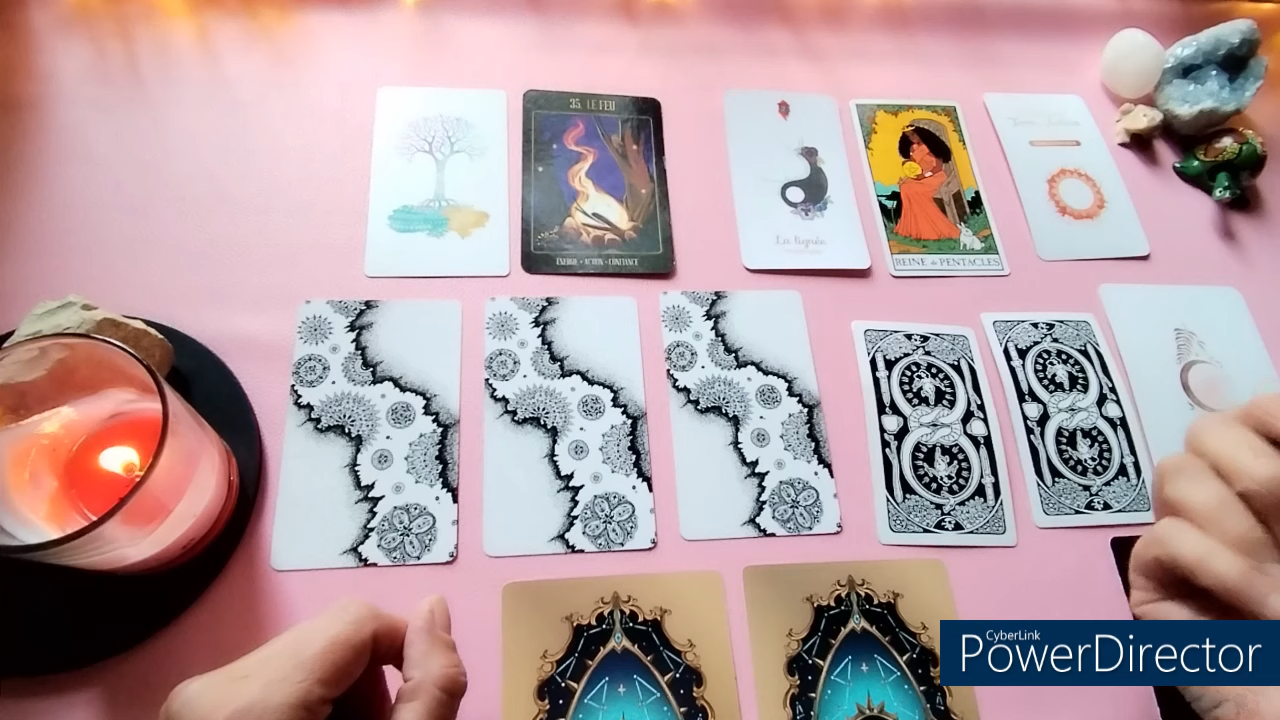 35. LE FEU
ÉNERGIE • ACTION • CONFIANCE
La lignée
REINE de PENTACLES
CyberLink
PowerDirector